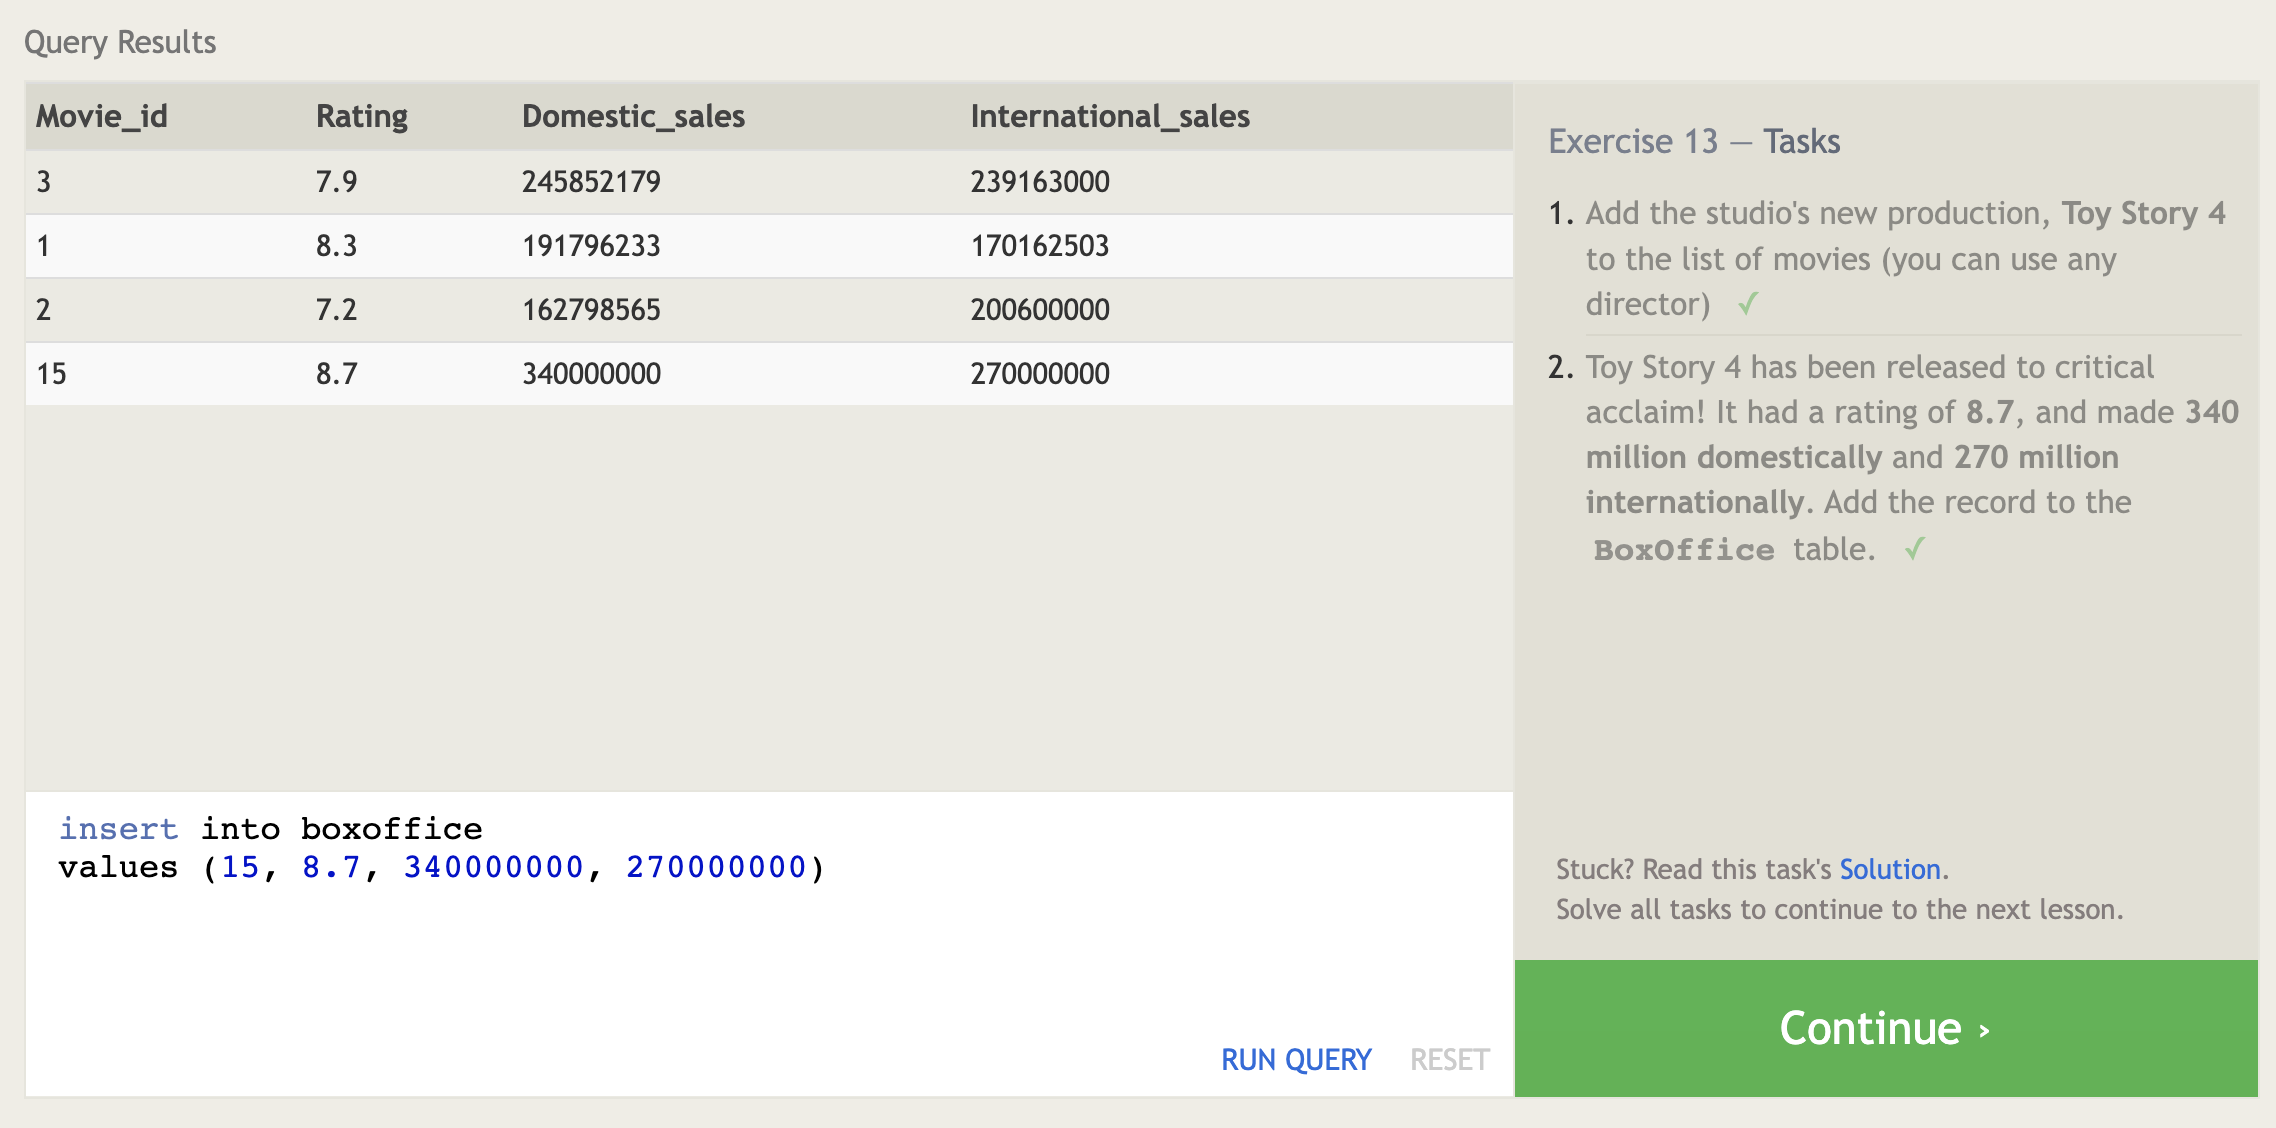 Query Results
Movie_id Rating Domestic_sales International_sales
3 7.9 245852179 239163000
1 8.3 191796233 170162503
2 7.2 162798565 200600000
15 8.7 340000000 270000000
insert into boxoffice
values (15, 8.7, 340000000, 270000000)
RUN QUERY RESET
Exercise 13 — Tasks
1. Add the studio's new production, Toy Story 4
to the list of movies (you can use any
director) ✓
2. Toy Story 4 has been released to critical
acclaim! It had a rating of 8.7, and made 340
million domestically and 270 million
internationally. Add the record to the
BoxOffice table. ✓
Stuck? Read this task's Solution.
Solve all tasks to continue to the next lesson.
Continue ›